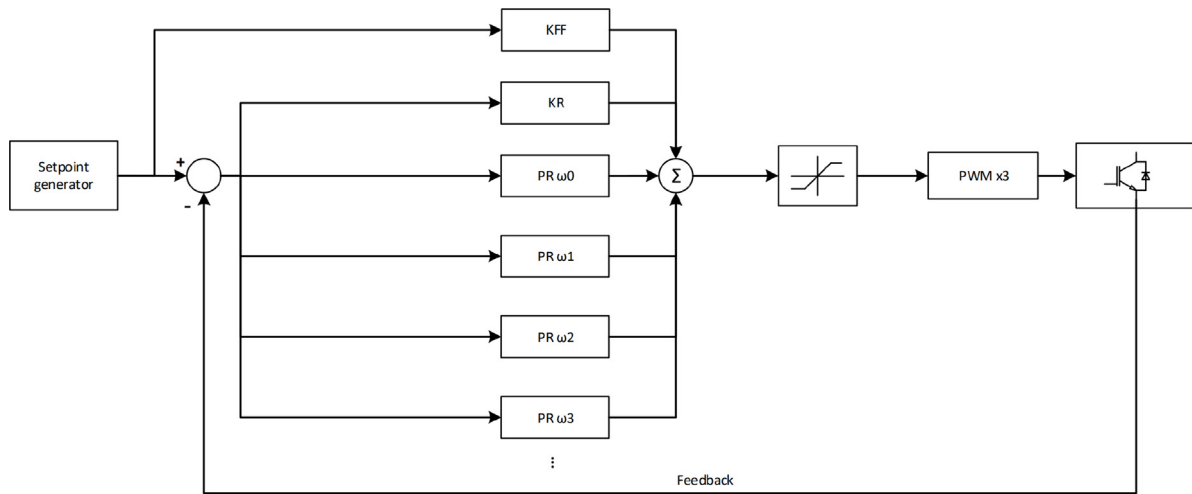 KFF
KR
Setpoint
generator
+
-
PR ω0
Σ
PWM x3
PR ω1
PR ω2
PR ω3
⋮
Feedback